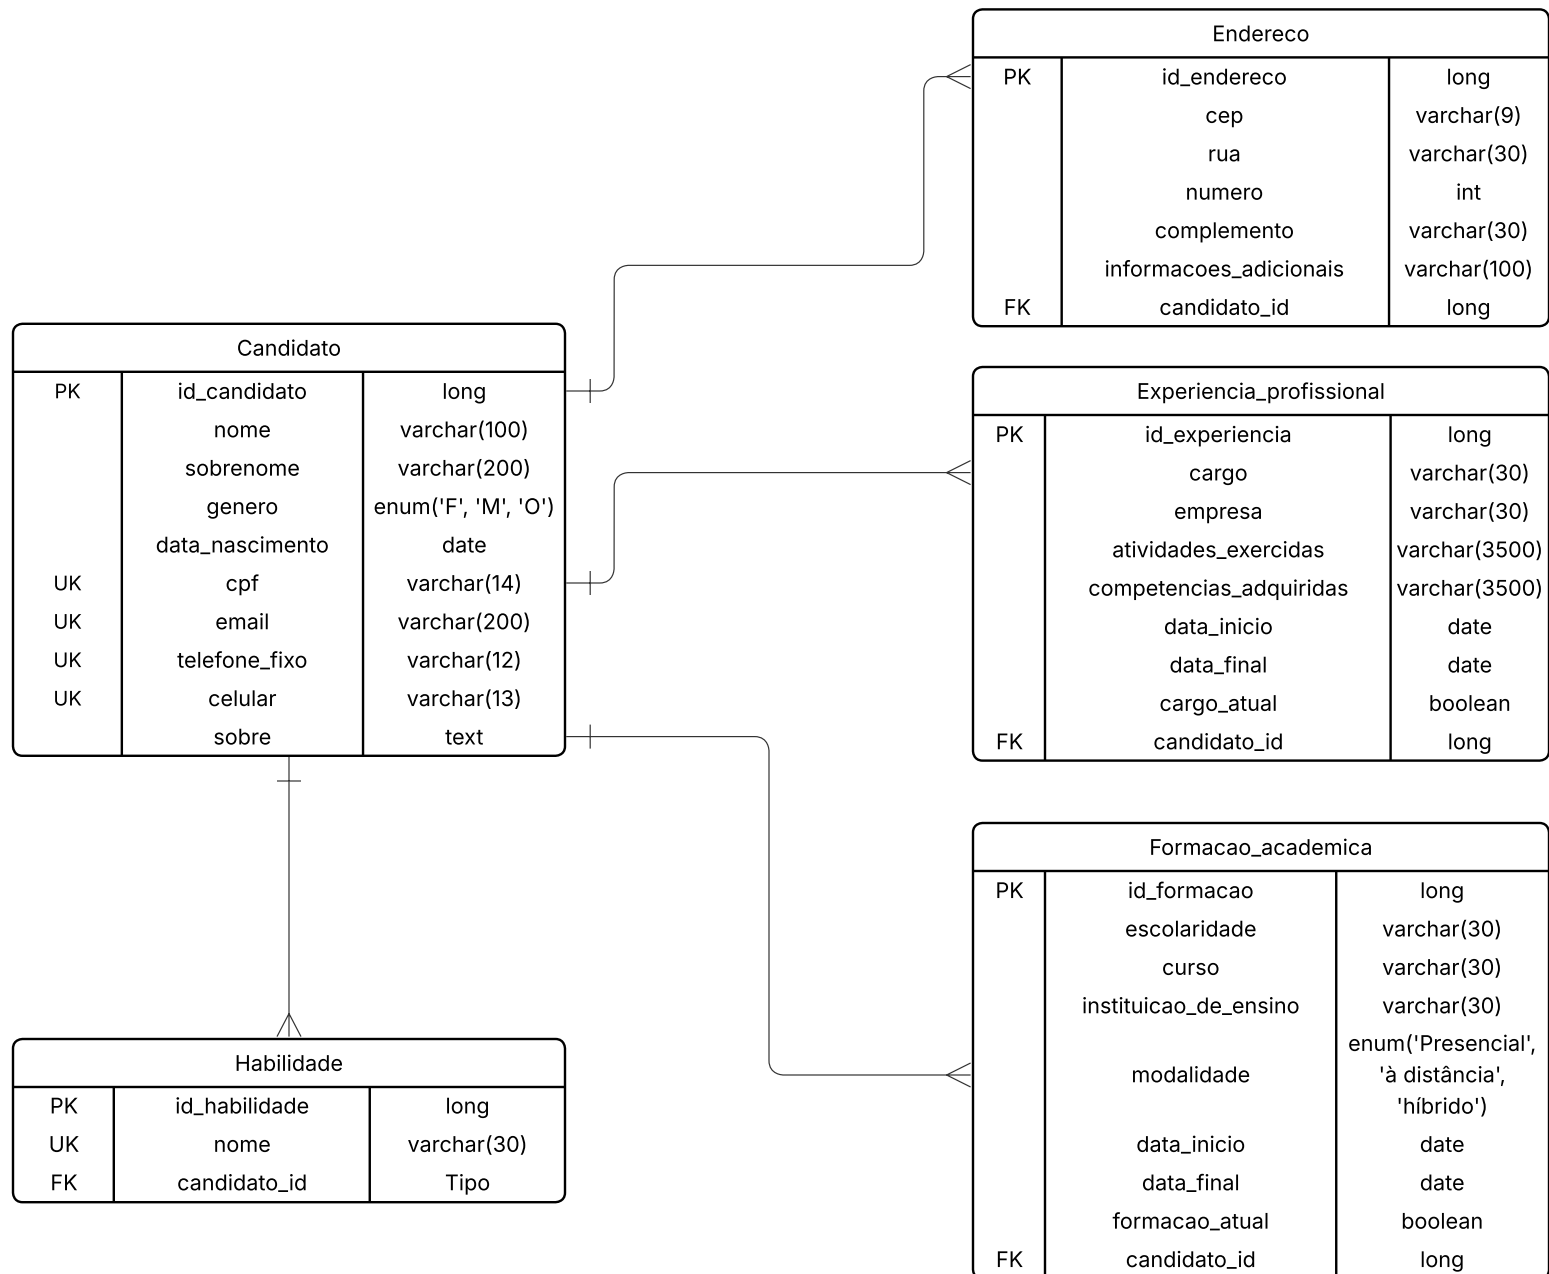 Endereco
PK id_endereco long
cep varchar(9)
rua varchar(30)
numero int
complemento varchar(30)
informacoes_adicionais varchar(100)
FK candidato_id long
Candidato
PK id_candidato long
nome varchar(100)
sobrenome varchar(200)
genero enum('F', 'M', 'O')
data_nascimento date
UK cpf varchar(14)
UK email varchar(200)
UK telefone_fixo varchar(12)
UK celular varchar(13)
sobre text
Experiencia_profissional
PK id_experiencia long
cargo varchar(30)
empresa varchar(30)
atividades_exercidas varchar(3500)
competencias_adquiridas varchar(3500)
data_inicio date
data_final date
cargo_atual boolean
FK candidato_id long
Formacao_academica
PK id_formacao long
escolaridade varchar(30)
curso varchar(30)
instituicao_de_ensino varchar(30)
enum('Presencial',
modalidade 'à distância',
'híbrido')
data_inicio date
data_final date
formacao_atual boolean
FK candidato_id long
Habilidade
PK id_habilidade long
UK nome varchar(30)
FK candidato_id Tipo